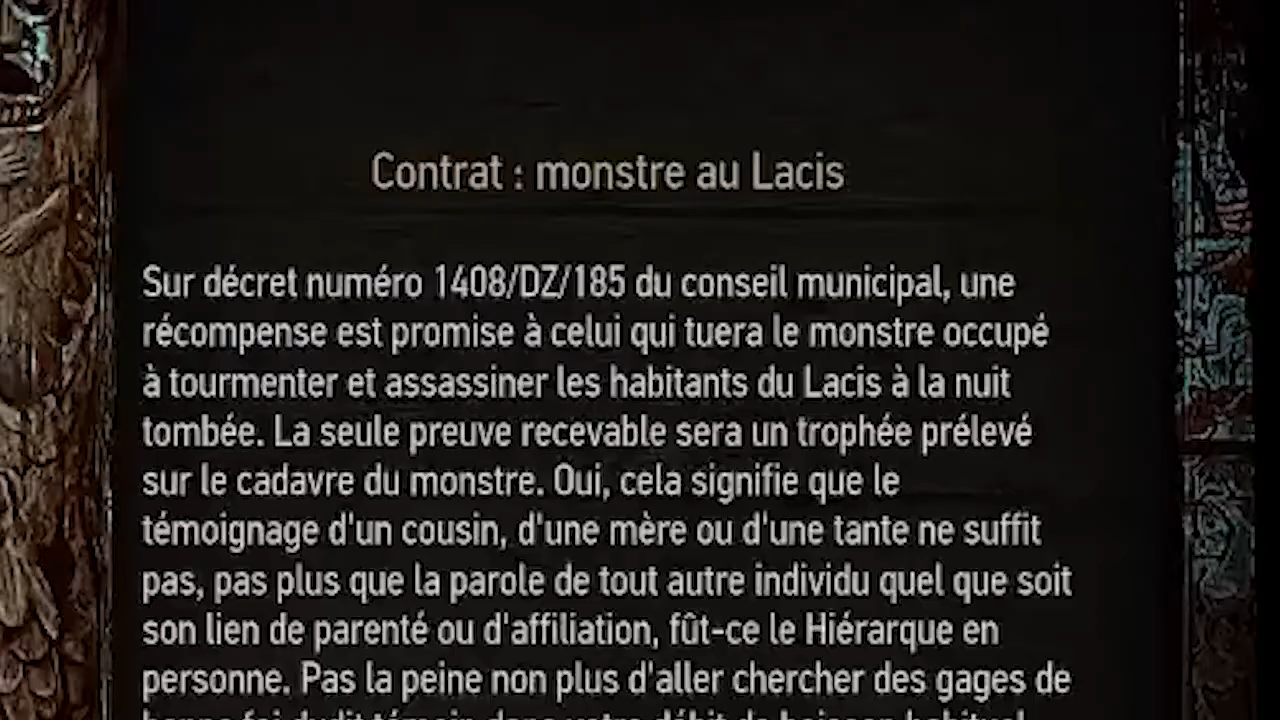 Contrat : monstre au Lacis
Sur décret numéro 1408/DZ/185 du conseil municipal, une
récompense est promise à celui qui tuera le monstre occupé
à tourmenter et assassiner les habitants du Lacis à la nuit
tombée. La seule preuve recevable sera un trophée prélevé
sur le cadavre du monstre. Oui, cela signifie que le
témoignage d'un cousin, d'une mère ou d'une tante ne suffit
pas, pas plus que la parole de tout autre individu quel que soit
son lien de parenté ou d'affiliation, fût-ce le Hiérarque en
personne. Pas la peine non plus d'aller chercher des gages de